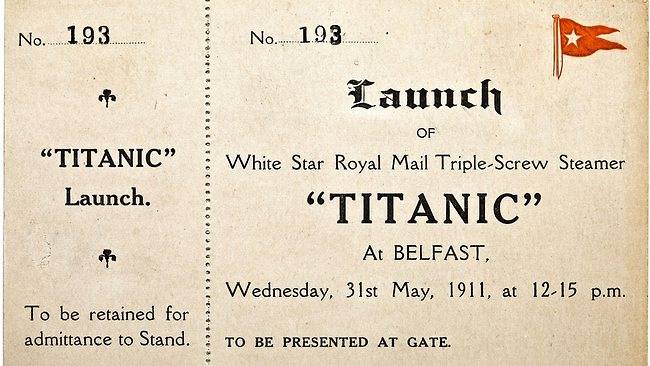 No. 193
"TITANIC"
Launch.
To be retained for
admittance to Stand.
No. 193
Launch
OF
White Star Royal Mail Triple-Screw Steamer
"TITANIC"
At BELFAST,
Wednesday, 31st May, 1911, at 12-15 p.m.
TO BE PRESENTED AT GATE.